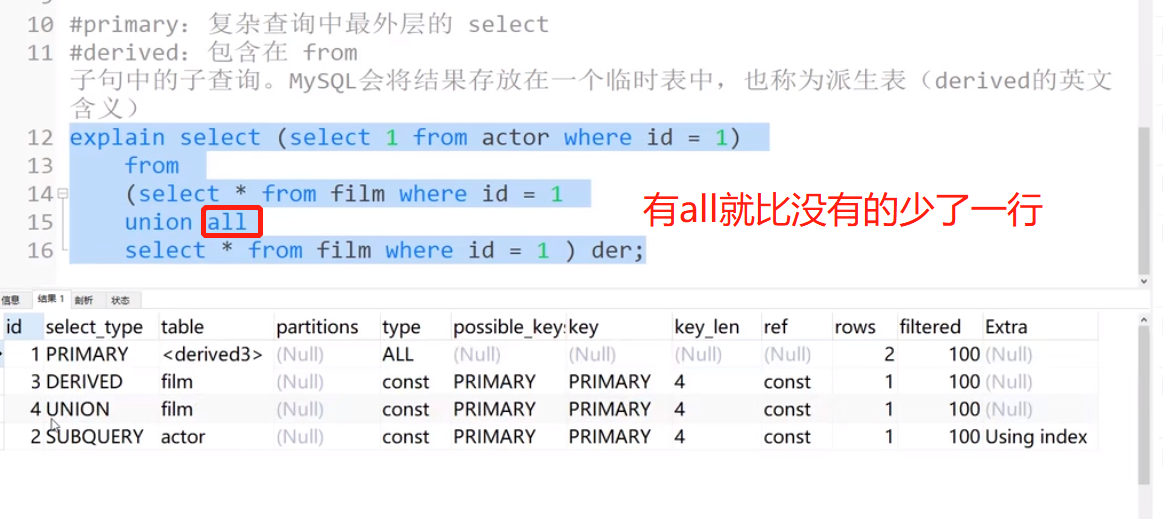 10 #primary：复杂查询中最外层的 select
11 #derived：包含在 from
子句中的子查询。MySQL会将结果存放在一个临时表中，也称为派生表（derived的英文
含义）
12 explain select (select 1 from actor where id = 1)
13 from
14 (select * from film where id = 1
15 union all
16 select * from film where id = 1 ) der;
有all就比没有的少了一行
信息 结果 1 剖析 状态
id select_type table partitions type possible_keys key key_len ref rows filtered Extra
1 PRIMARY <derived3> (Null) ALL (Null) (Null) (Null) (Null) 2 100 (Null)
3 DERIVED film (Null) const PRIMARY PRIMARY 4 const 1 100 (Null)
4 UNION film (Null) const PRIMARY PRIMARY 4 const 1 100 (Null)
2 SUBQUERY actor (Null) const PRIMARY PRIMARY 4 const 1 100 Using index